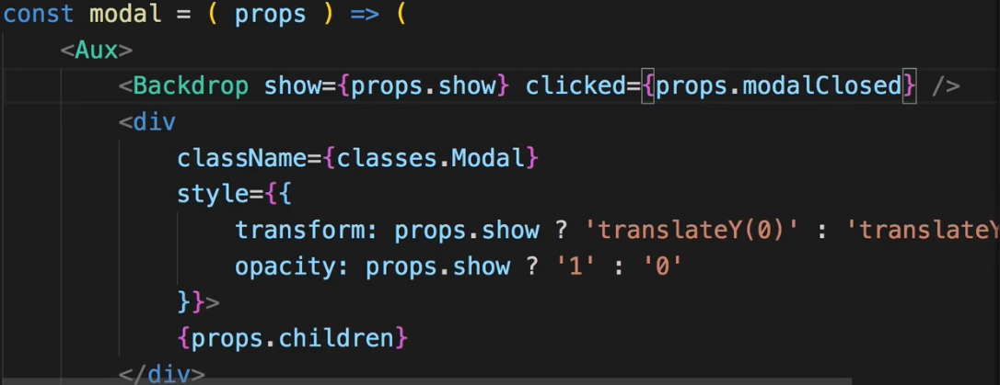 const modal = ( props ) => (
<Aux>
<Backdrop show={props.show} clicked={props.modalClosed} />
<div
className={classes.Modal}
style={{
transform: props.show ? 'translateY(0)' : 'translateY
opacity: props.show ? '1' : '0'
}}>
{props.children}
</div>